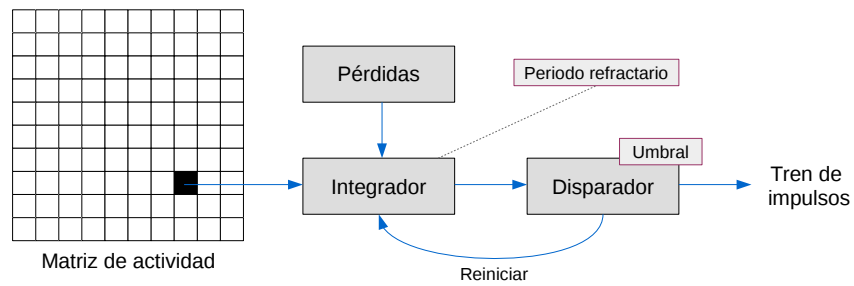 Pérdidas
Periodo refractario
Umbral
Integrador
Disparador
Tren de
impulsos
Matriz de actividad
Reiniciar